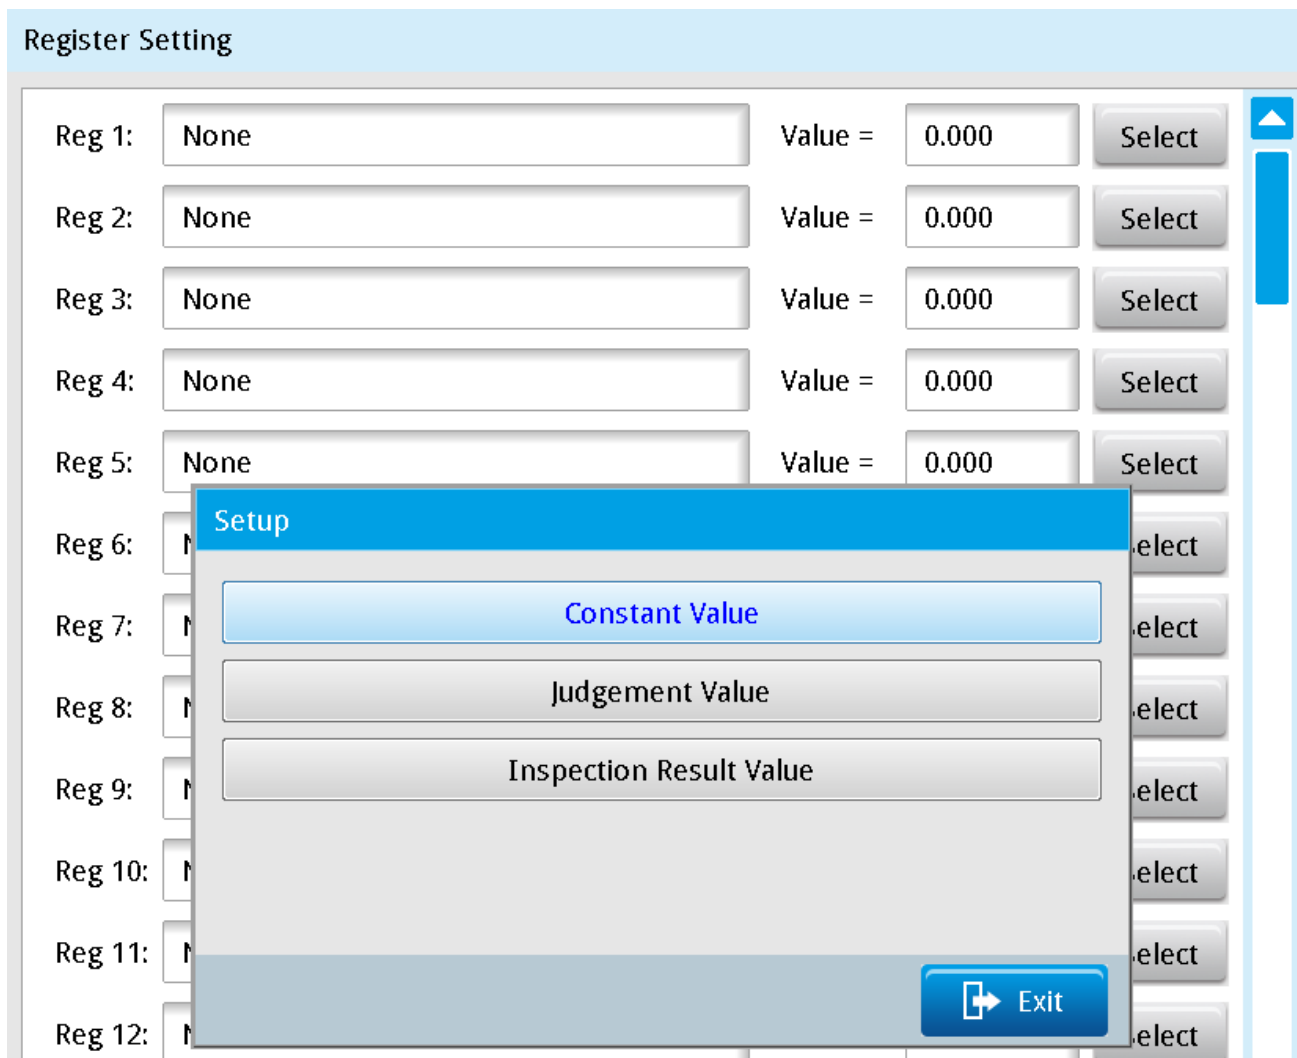 Register Setting
Reg 1: None Value = 0.000 Select
Reg 2: None Value = 0.000 Select
Reg 3: None Value = 0.000 Select
Reg 4: None Value = 0.000 Select
Reg 5: None Value = 0.000 Select
Setup
Reg 6:
Constant Value
Reg 7:
Judgement Value
Reg 8:
Inspection Result Value
Reg 9:
Reg 10:
Reg 11:
Exit
Reg 12: